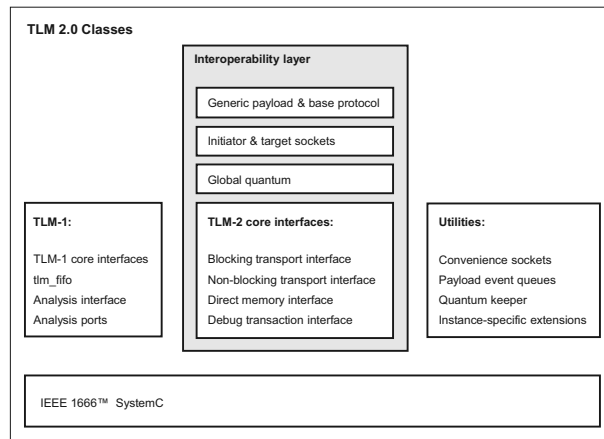 TLM 2.0 Classes
Interoperability layer
Generic payload & base protocol
Initiator & target sockets
Global quantum
TLM-1:
TLM-1 core interfaces
tlm_fifo
Analysis interface
Analysis ports
TLM-2 core interfaces:
Blocking transport interface
Non-blocking transport interface
Direct memory interface
Debug transaction interface
Utilities:
Convenience sockets
Payload event queues
Quantum keeper
Instance-specific extensions
IEEE 1666™ SystemC